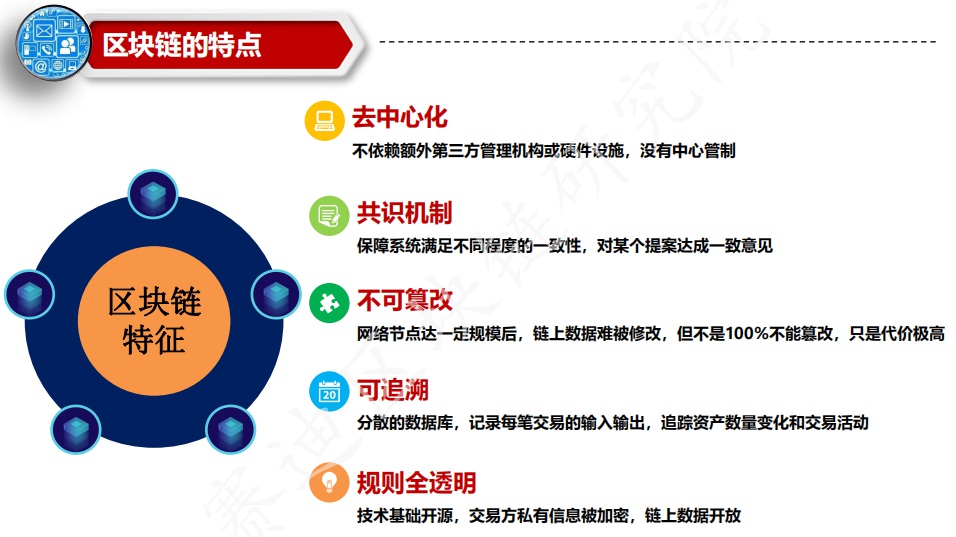 区块链的特点
去中心化
不依赖额外第三方管理机构或硬件设施，没有中心管制
共识机制
保障系统满足不同程度的一致性，对某个提案达成一致意见
区块链
特征
不可篡改
网络节点达一定规模后，链上数据难被修改，但不是100%不能篡改，只是代价极高
可追溯
20
分散的数据库，记录每笔交易的输入输出，追踪资产数量变化和交易活动
规则全透明
技术基础开源，交易方私有信息被加密，链上数据开放
赛迪区块链研究院